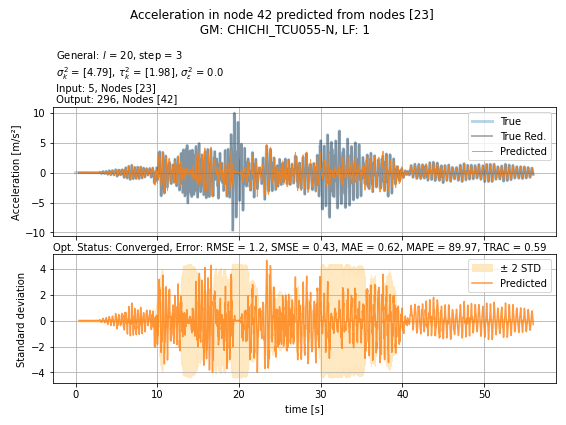 Acceleration in node 42 predicted from nodes [23]
GM: CHICHI_TCU055-N, LF: 1
General: l = 20, step = 3
σ²ₖ = [4.79], τ²ₖ = [1.98], σ²ε = 0.0
Input: 5, Nodes [23]
Output: 296, Nodes [42]
Acceleration [m/s²]
10
5
0
−5
−10
True
True Red.
Predicted
Opt. Status: Converged, Error: RMSE = 1.2, SMSE = 0.43, MAE = 0.62, MAPE = 89.97, TRAC = 0.59
Standard deviation
4
2
0
−2
−4
± 2 STD
Predicted
0 10 20 30 40 50
time [s]